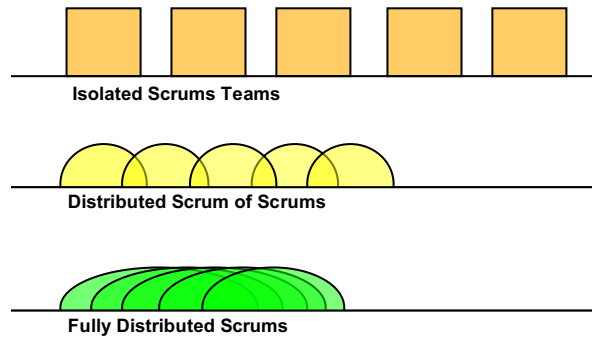 Isolated Scrums Teams
Distributed Scrum of Scrums
Fully Distributed Scrums